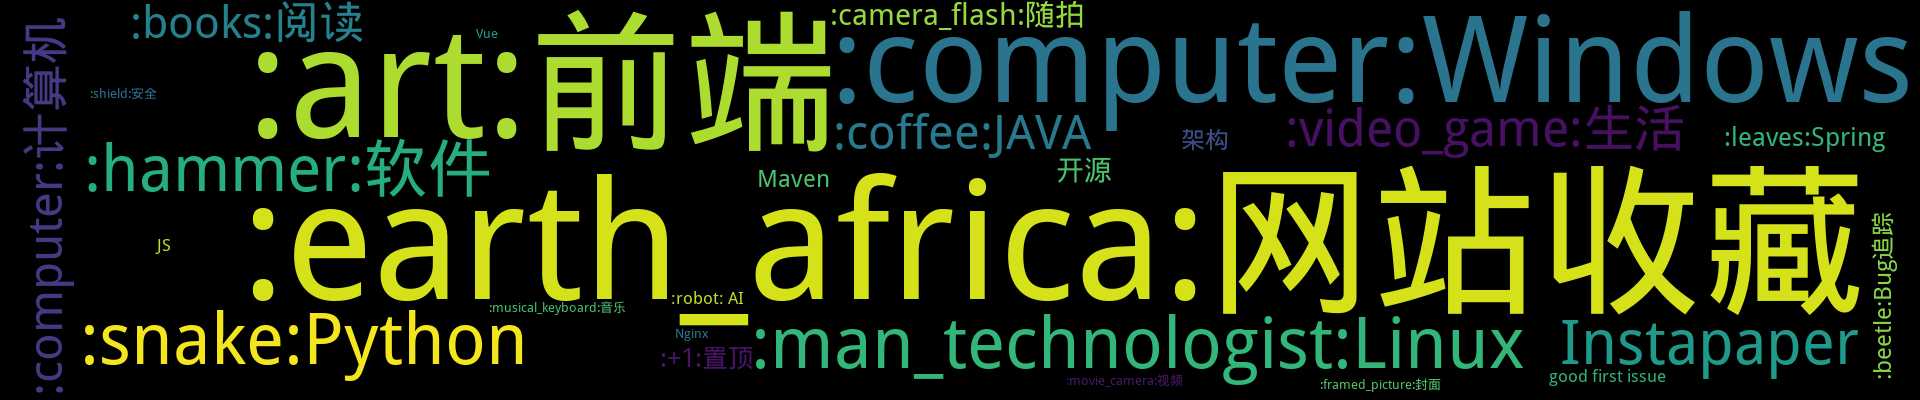 :books:阅读
Vue
:camera_flash:随拍
:computer:计算机
:shield:安全
:art:前端
:computer:Windows
:coffee:JAVA
架构
:video_game:生活
:leaves:Spring
:hammer:软件
Maven
开源
JS
:earth_africa:网站收藏
:beetle:Bug追踪
:musical_keyboard:音乐
:robot: AI
:snake:Python
Nginx
:+1:置顶
:man_technologist:Linux
Instapaper
:movie_camera:视频
:framed_picture:封面
good first issue